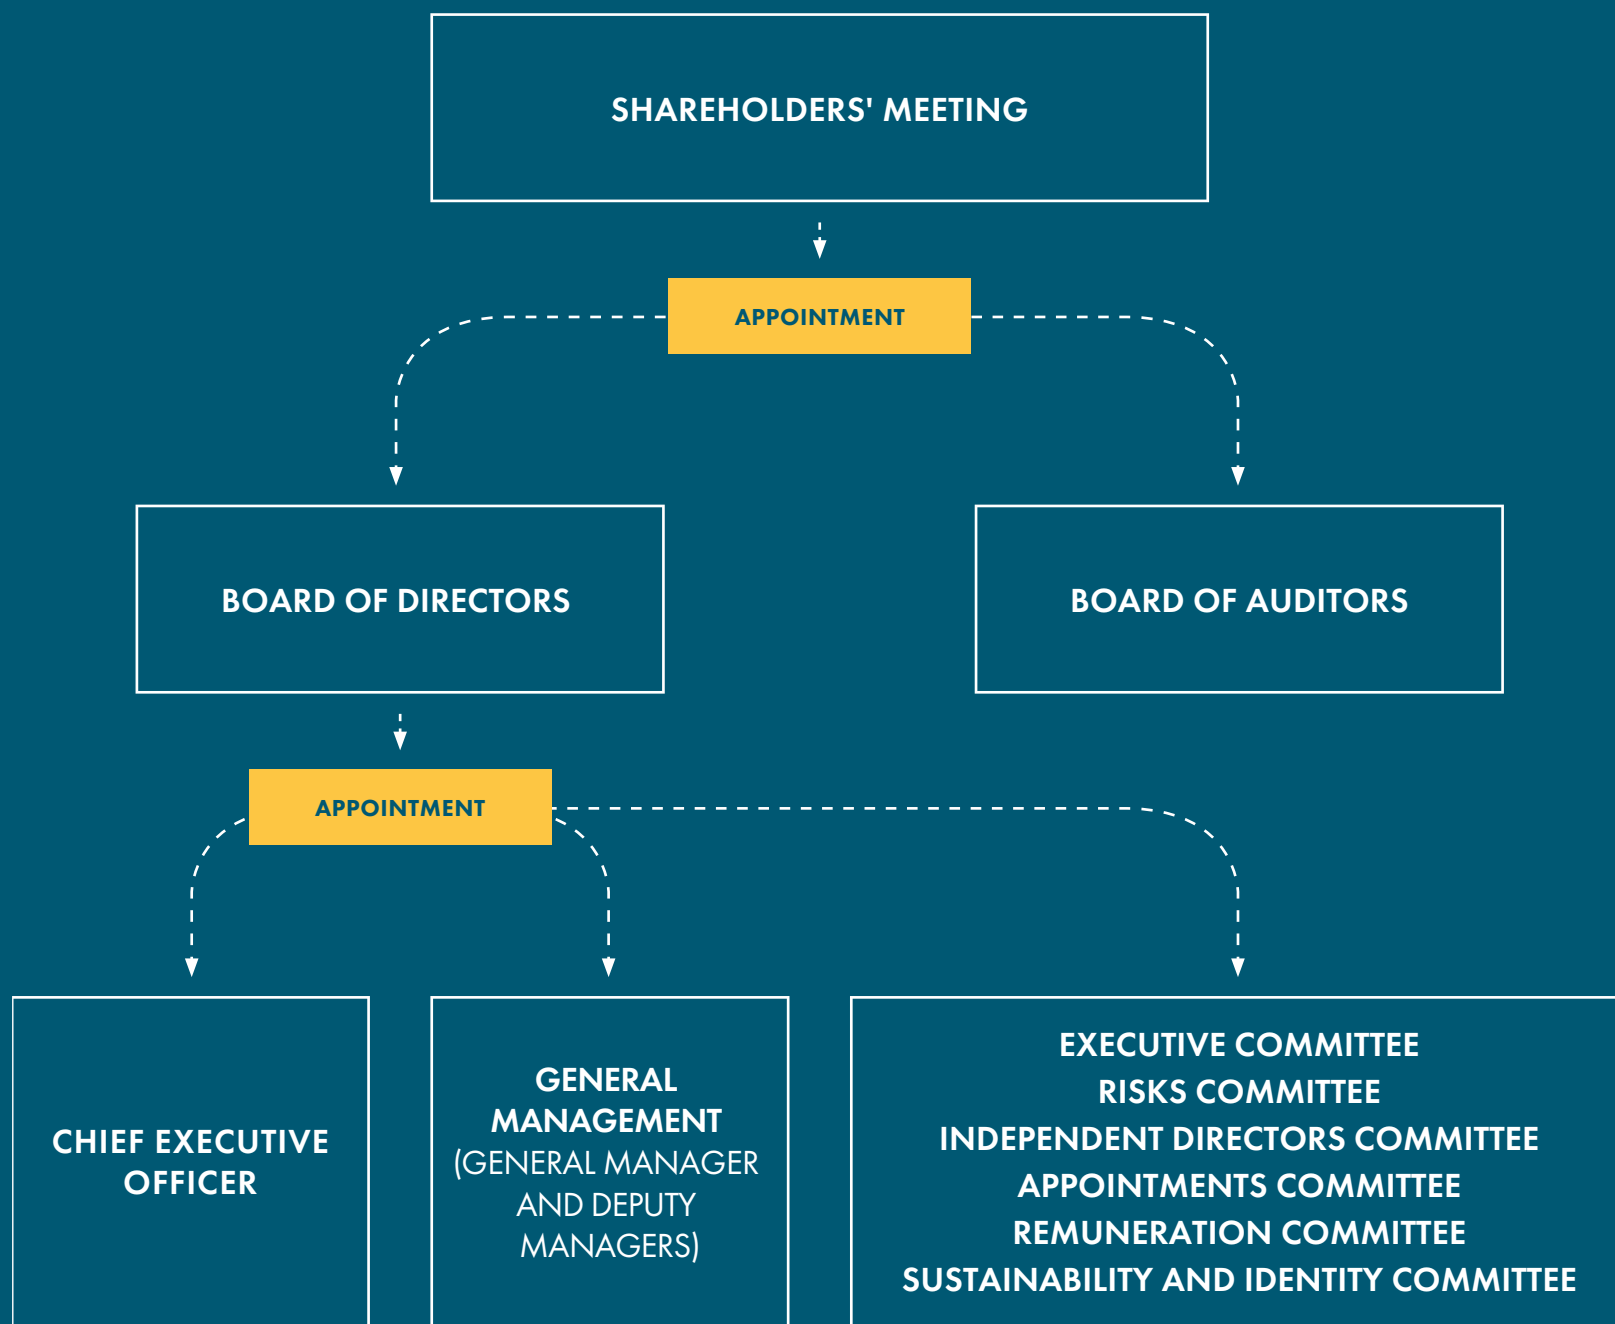 SHAREHOLDERS' MEETING
APPOINTMENT
BOARD OF DIRECTORS
BOARD OF AUDITORS
APPOINTMENT
CHIEF EXECUTIVE
OFFICER
GENERAL
MANAGEMENT
(GENERAL MANAGER
AND DEPUTY
MANAGERS)
EXECUTIVE COMMITTEE
RISKS COMMITTEE
INDEPENDENT DIRECTORS COMMITTEE
APPOINTMENTS COMMITTEE
REMUNERATION COMMITTEE
SUSTAINABILITY AND IDENTITY COMMITTEE